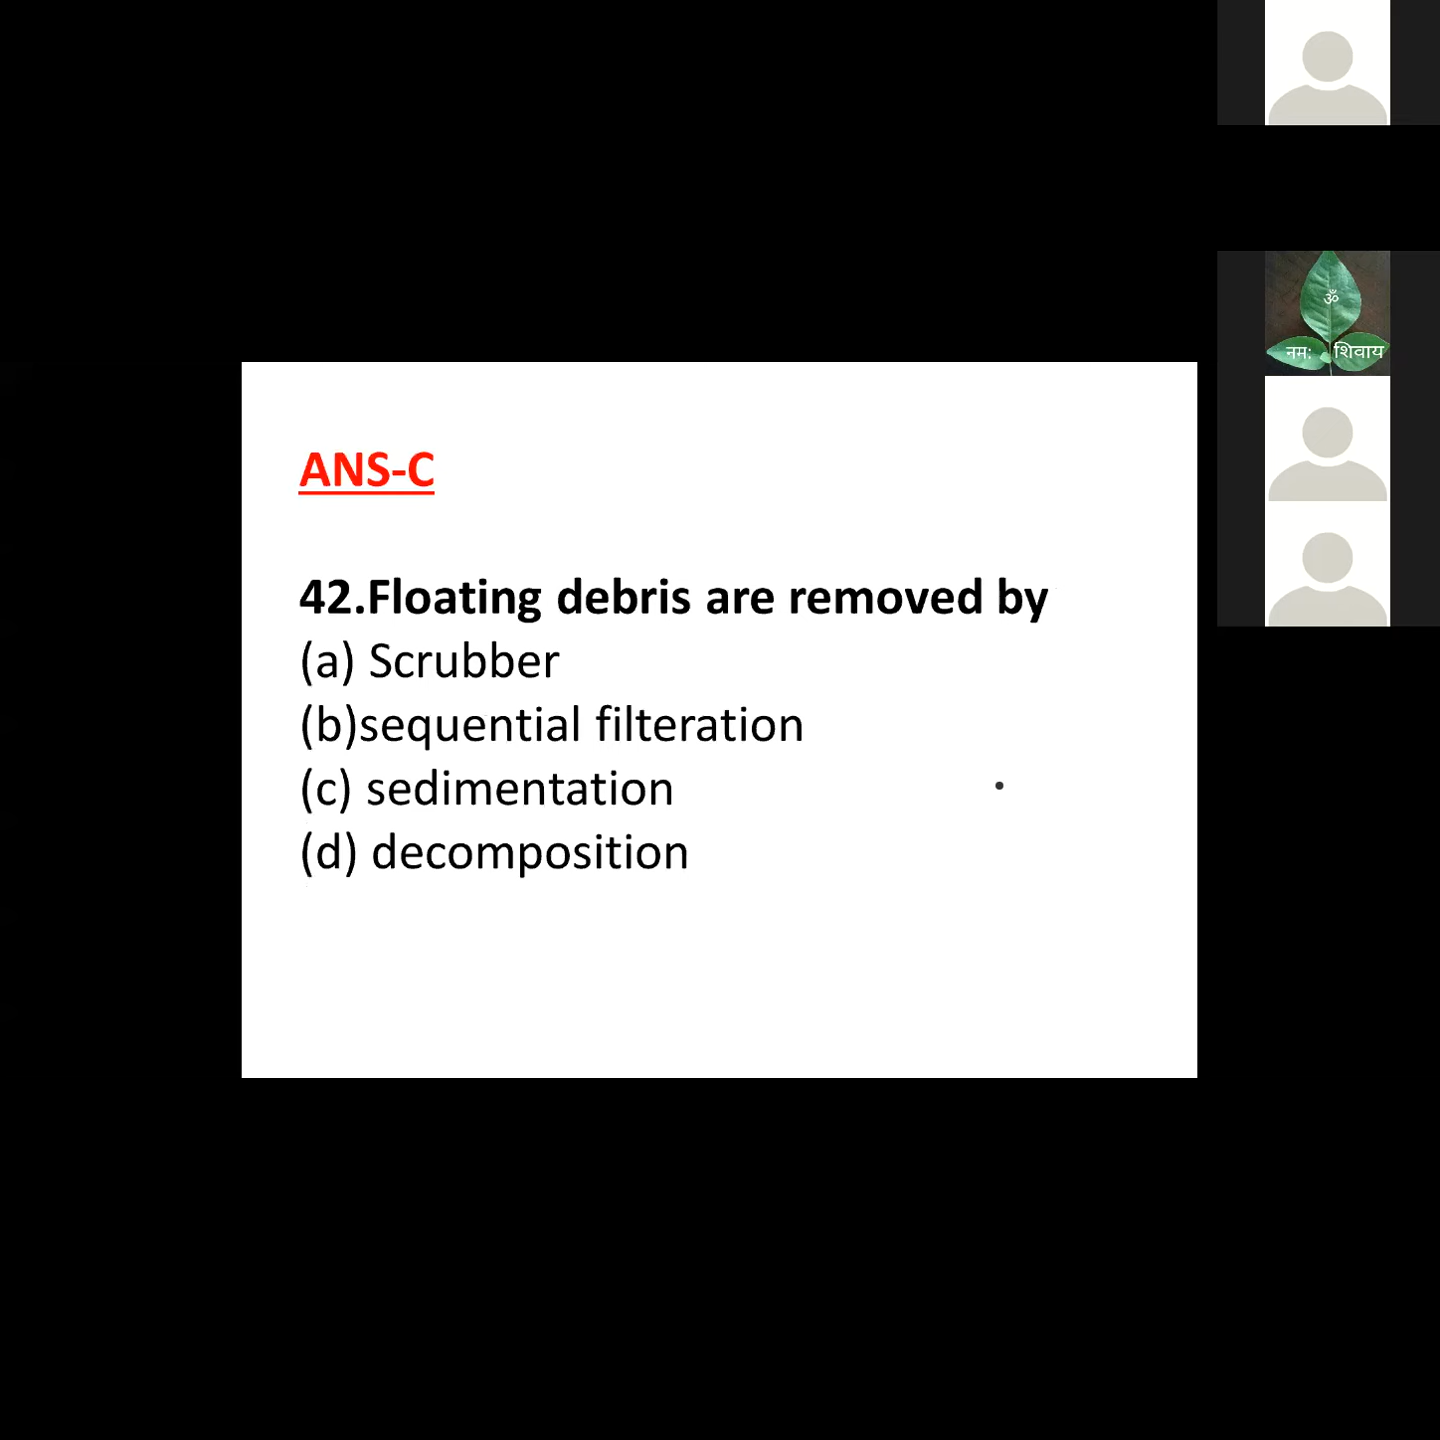 ॐ
नम: शिवाय
ANS-C
42.Floating debris are removed by
(a) Scrubber
(b)sequential filteration
(c) sedimentation
(d) decomposition